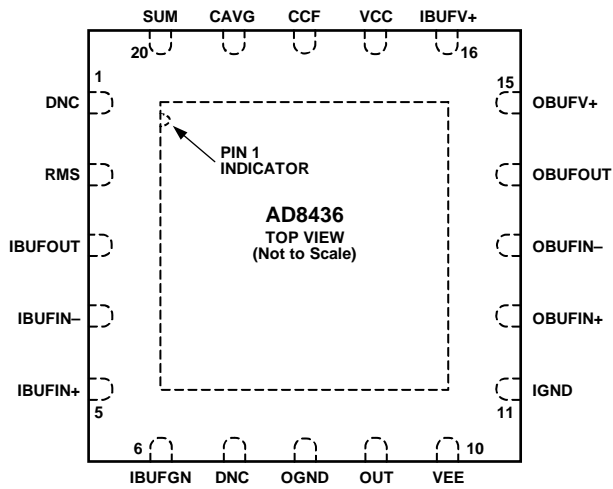 SUM CAVG CCF VCC IBUFV+
20 16
1 15
DNC OBUFV+
PIN 1
INDICATOR
RMS OBUFOUT
AD8436
TOP VIEW
(Not to Scale)
IBUFOUT OBUFIN–
IBUFIN– OBUFIN+
IBUFIN+ IGND
5 11
6 10
IBUFGN DNC OGND OUT VEE